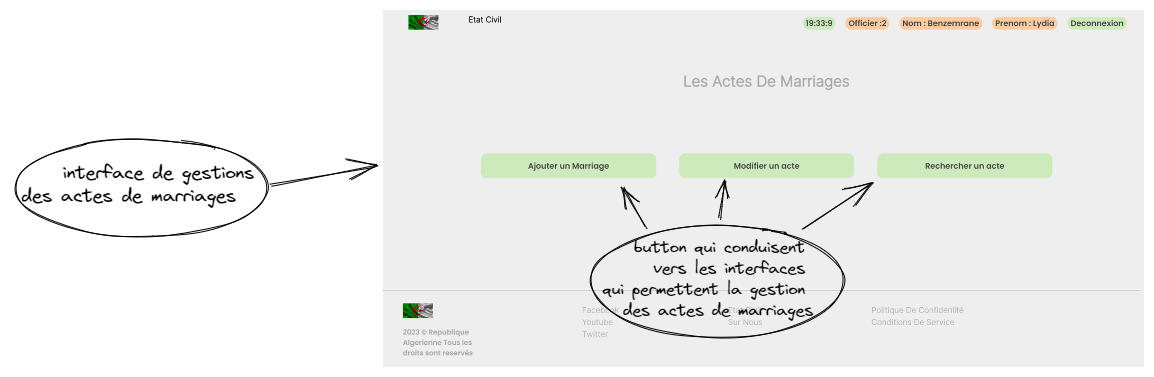 Etat Civil
19:33:9
Officier :2
Nom : Benzemrane
Prenom : Lydia
Deconnexion
Les Actes De Marriages
interface de gestions
des actes de marriages
Ajouter un Marriage
Modifier un acte
Rechercher un acte
button qui conduisent
vers les interfaces
qui permettent la gestion
des actes de marriages
2023 © Republique
Algerienne Tous les
droits sont reservés
Facebook
Youtube
Twitter
Sur Nous
Politique De Confidentilité
Conditions De Service